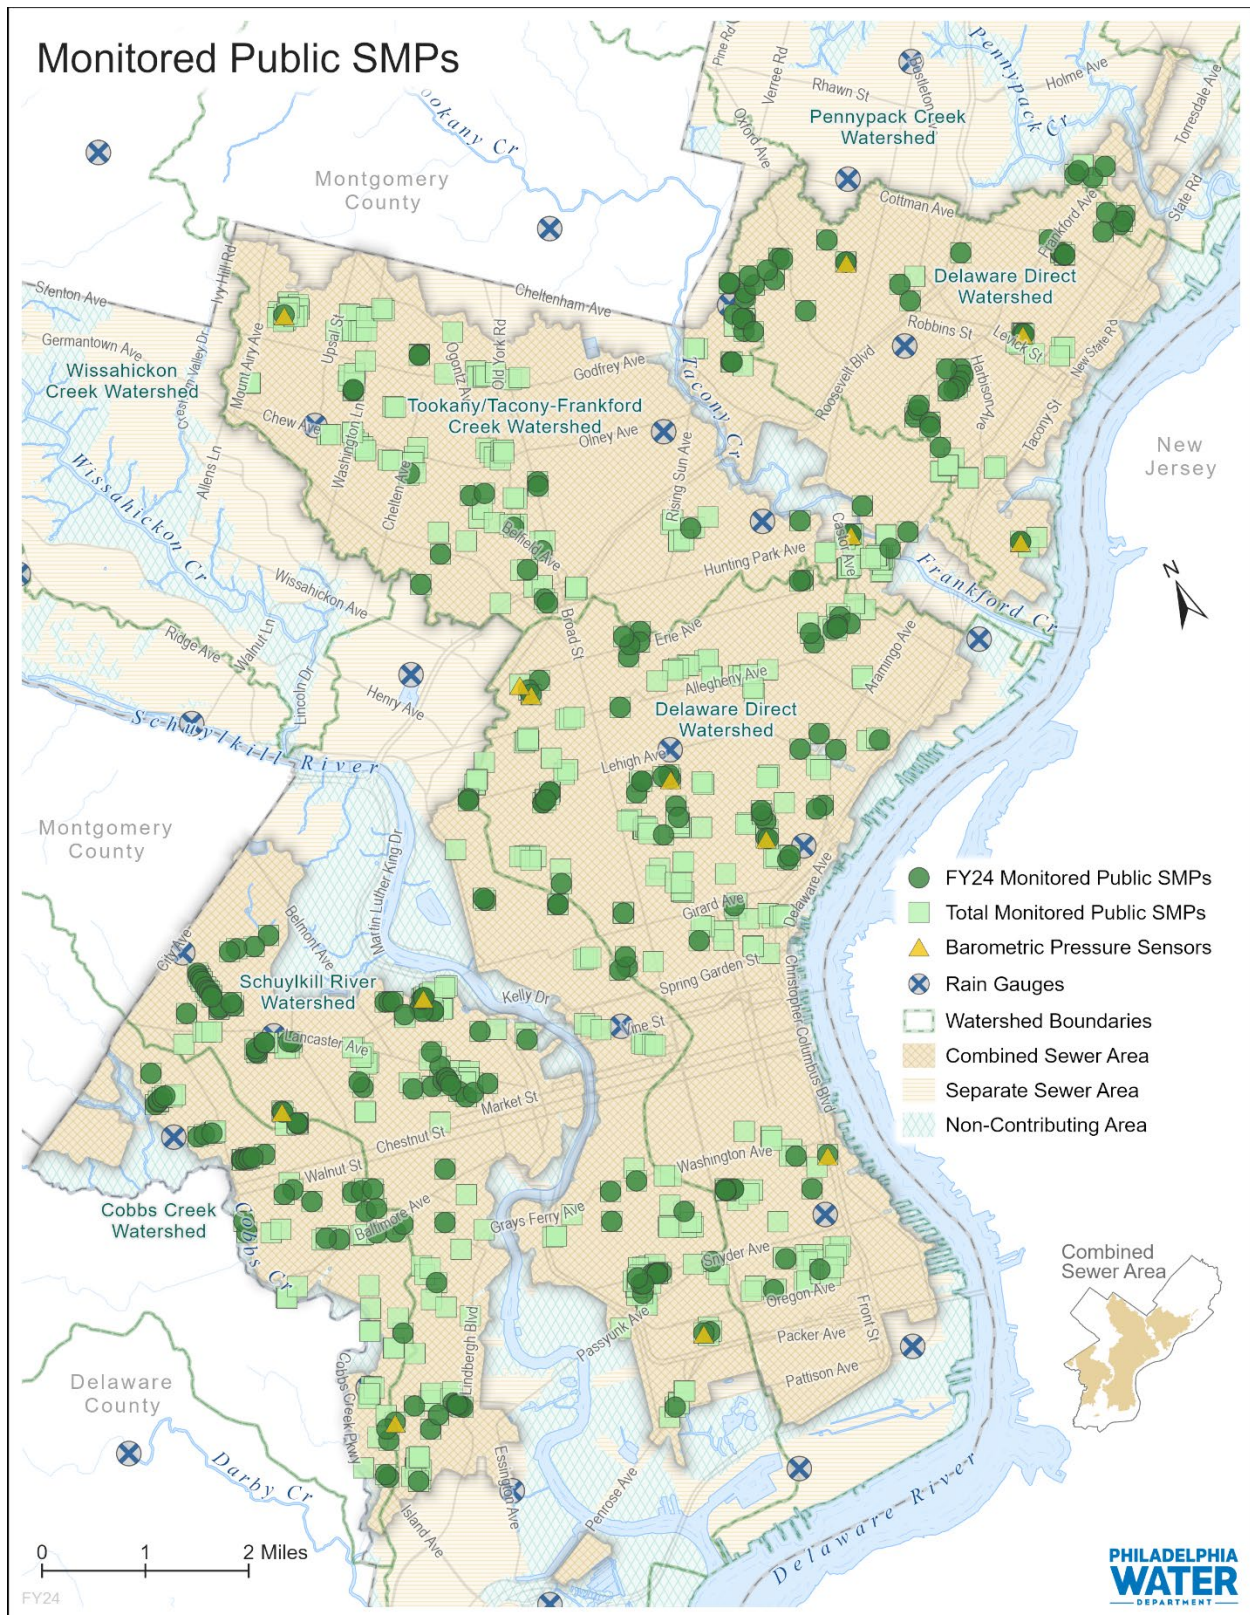 Monitored Public SMPs
Pine Rd
Verree Rd
Rhawn St
Bustleton
Pennypack Cr
Holme Ave
Torresdale Ave
Oxford Ave
Pennypack Creek
Watershed
ookany Cr
Montgomery
County
Cottman Ave
Frankford Ave
State Rd
Ivy Hill Rd
Stenton Ave
Cheltenham Ave
Delaware Direct
Watershed
Germantown Ave
Cresheim Valley Dr
Mount Airy Ave
Upsal St
Ogontz Ave
Old York Rd
Godfrey Ave
Tacony Cr
Robbins St
Levick St
New State Rd
Roosevelt Blvd
Harbison Ave
Tacony St
Wissahickon
Creek Watershed
Chew Ave
Washington Ln
Tookany/Tacony-Frankford
Creek Watershed
Olney Ave
Rising Sun Ave
New
Jersey
Allens Ln
Chelten Ave
Wissahickon Cr
Belfield Ave
Castor Ave
Hunting Park Ave
Frankford Cr
N
Wissahickon Ave
Walnut Ln
Ridge Ave
Lincoln Dr
Broad St
Erie Ave
Aramingo Ave
Henry Ave
Allegheny Ave
Schuylkill River
Delaware Direct
Watershed
Lehigh Ave
Montgomery
County
Martin Luther King Dr
Girard Ave
Delaware Ave
FY24 Monitored Public SMPs
Total Monitored Public SMPs
Barometric Pressure Sensors
Rain Gauges
Watershed Boundaries
Combined Sewer Area
Separate Sewer Area
Non-Contributing Area
City Ave
Belmont Ave
Schuylkill River
Watershed
Kelly Dr
Spring Garden St
Christopher Columbus Blvd
Vine St
Lancaster Ave
Market St
Chestnut St
Walnut St
Washington Ave
Cobbs Creek
Watershed
Cobbs Cr
Baltimore Ave
Grays Ferry Ave
Snyder Ave
Oregon Ave
Combined
Sewer Area
Lindbergh Blvd
Passyunk Ave
Packer Ave
Front St
Pattison Ave
Delaware
County
Cobbs Creek Pkwy
Darby Cr
Essington Ave
Penrose Ave
Island Ave
Delaware River
0 1 2 Miles
FY24
PHILADELPHIA
WATER
DEPARTMENT